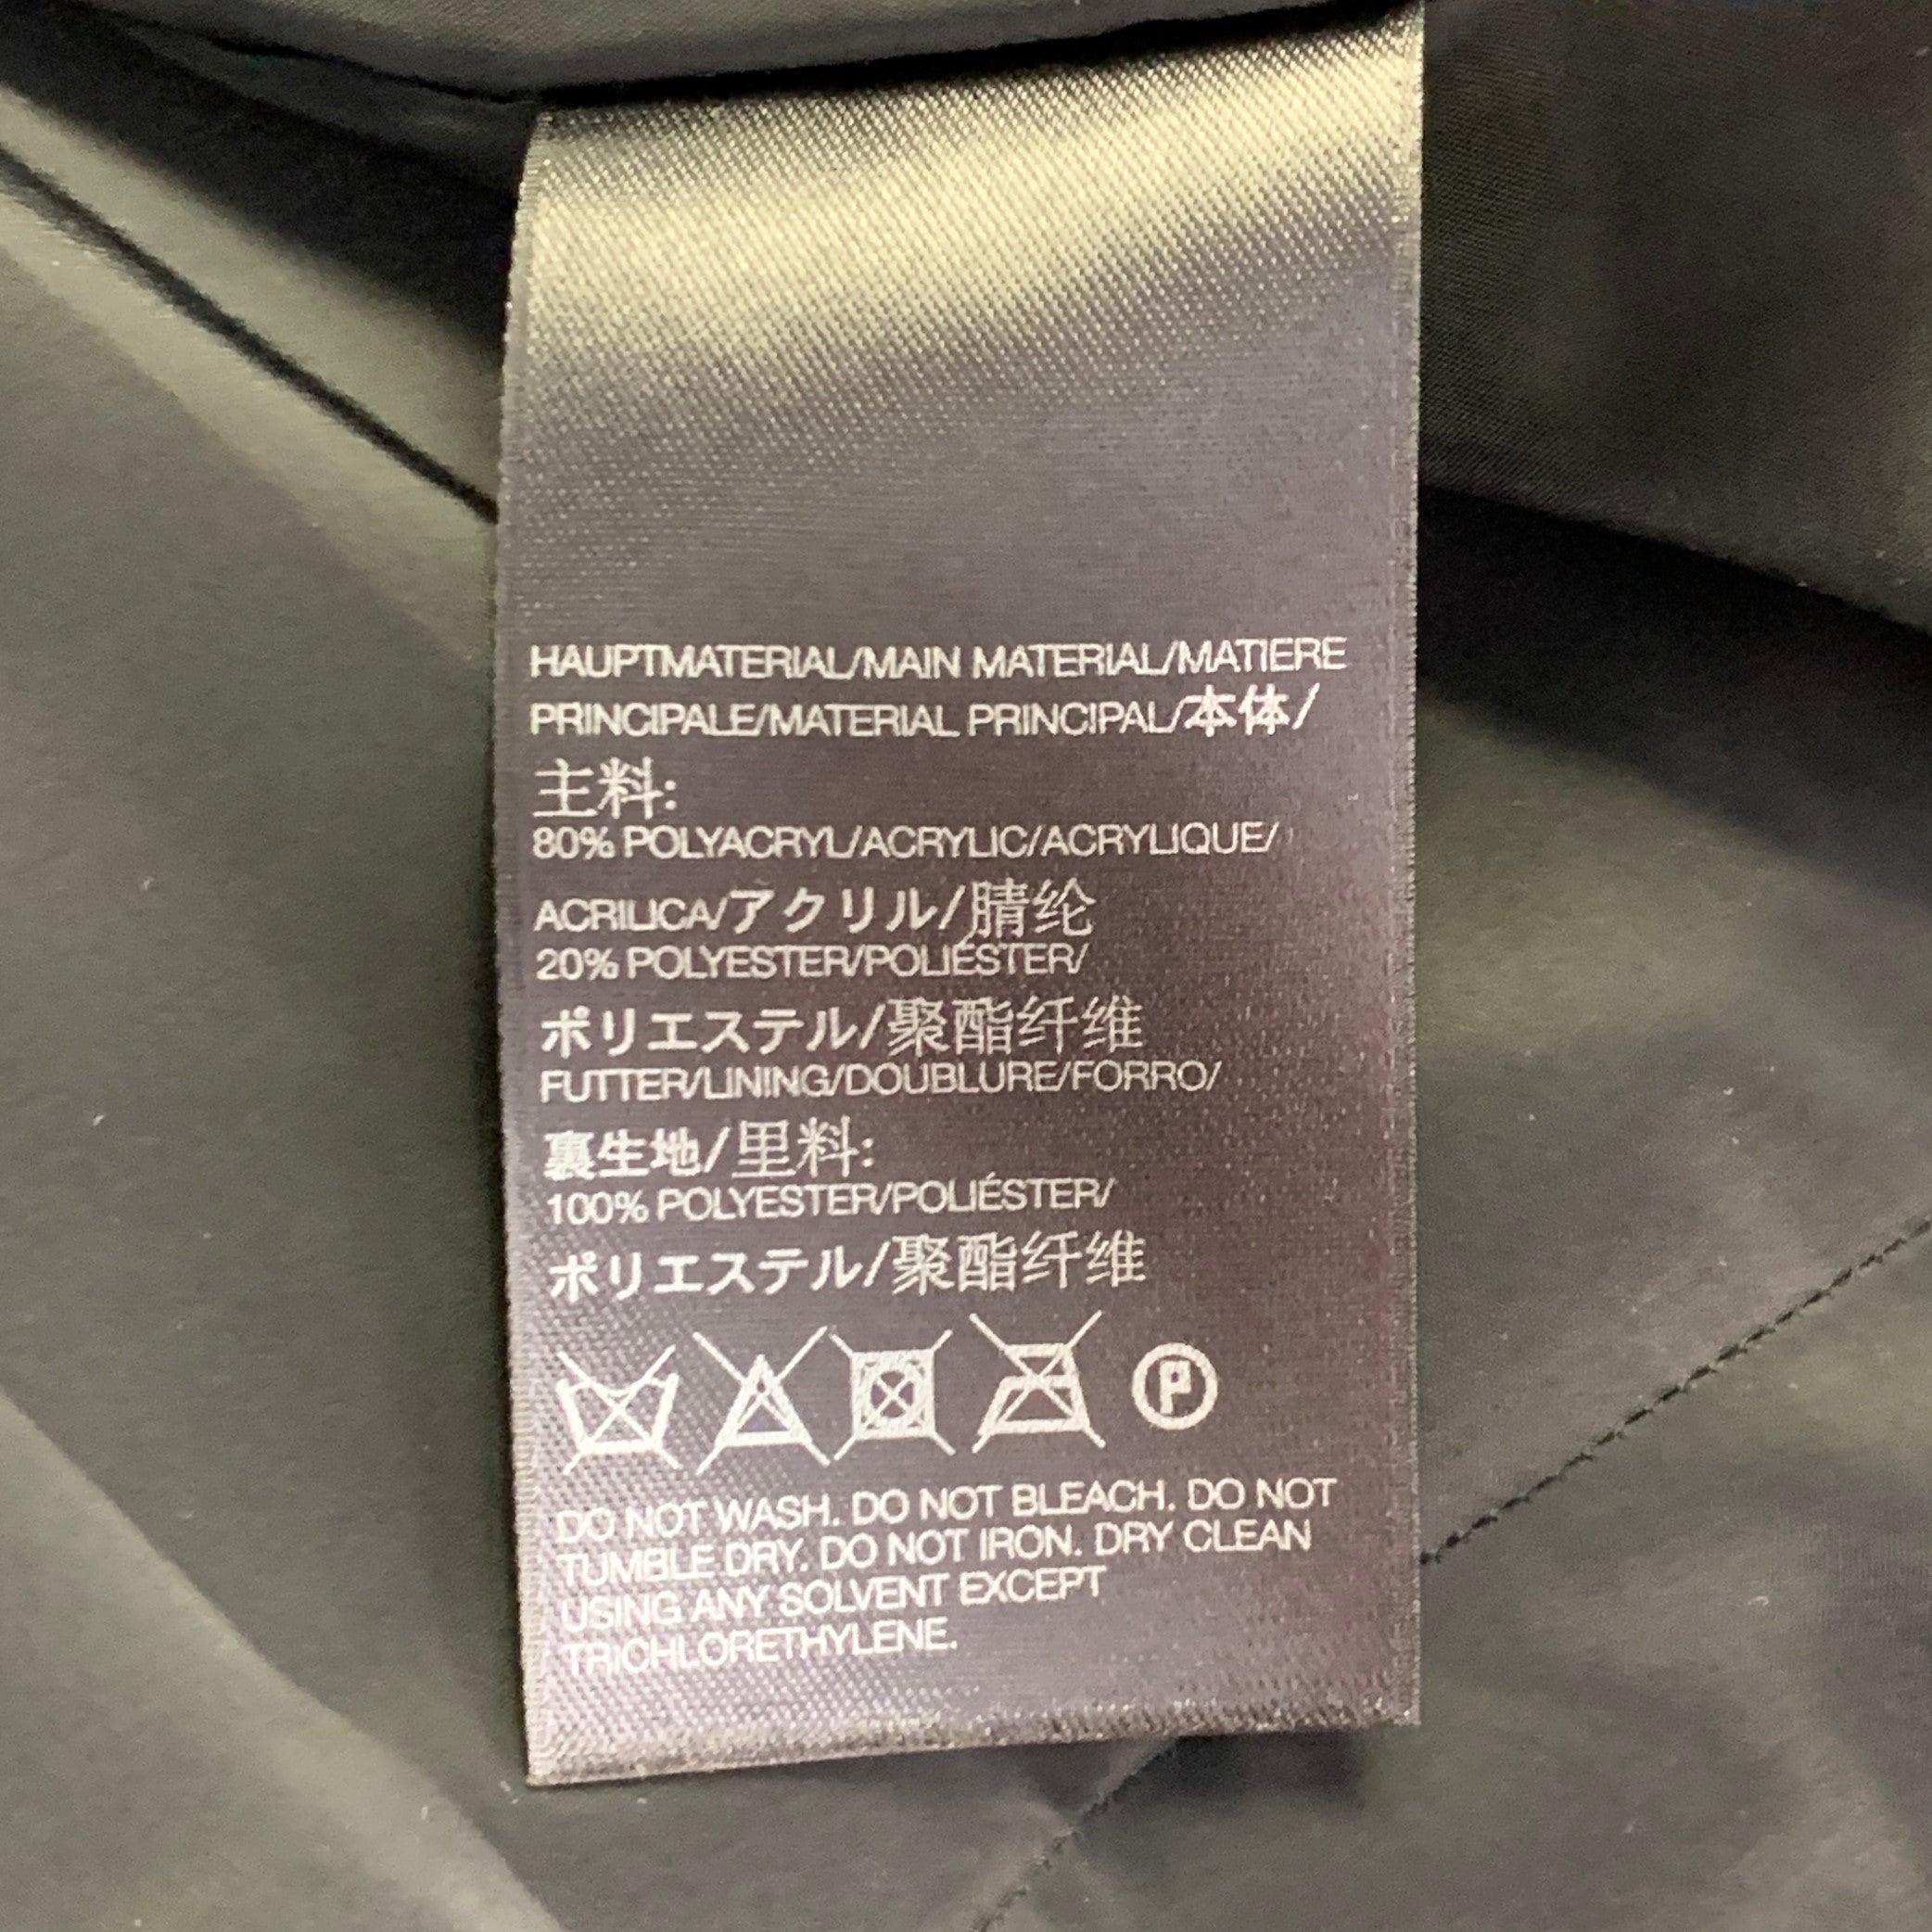 HAUPTMATERIAL/MAIN MATERIAL/MATIERE
PRINCIPALE/MATERIAL PRINCIPAL/本体/
主料:
80% POLYACRYL/ACRYLIC/ACRYLIQUE/
ACRILICA/アクリル/腈纶
20% POLYESTER/POLIÉSTER/
ポリエステル/聚酯纤维
FUTTER/LINING/DOUBLURE/FORRO/
裏生地/里料:
100% POLYESTER/POLIÉSTER/
ポリエステル/聚酯纤维
P
DO NOT WASH. DO NOT BLEACH. DO NOT
TUMBLE DRY. DO NOT IRON. DRY CLEAN
USING ANY SOLVENT EXCEPT
TRICHLORETHYLENE.